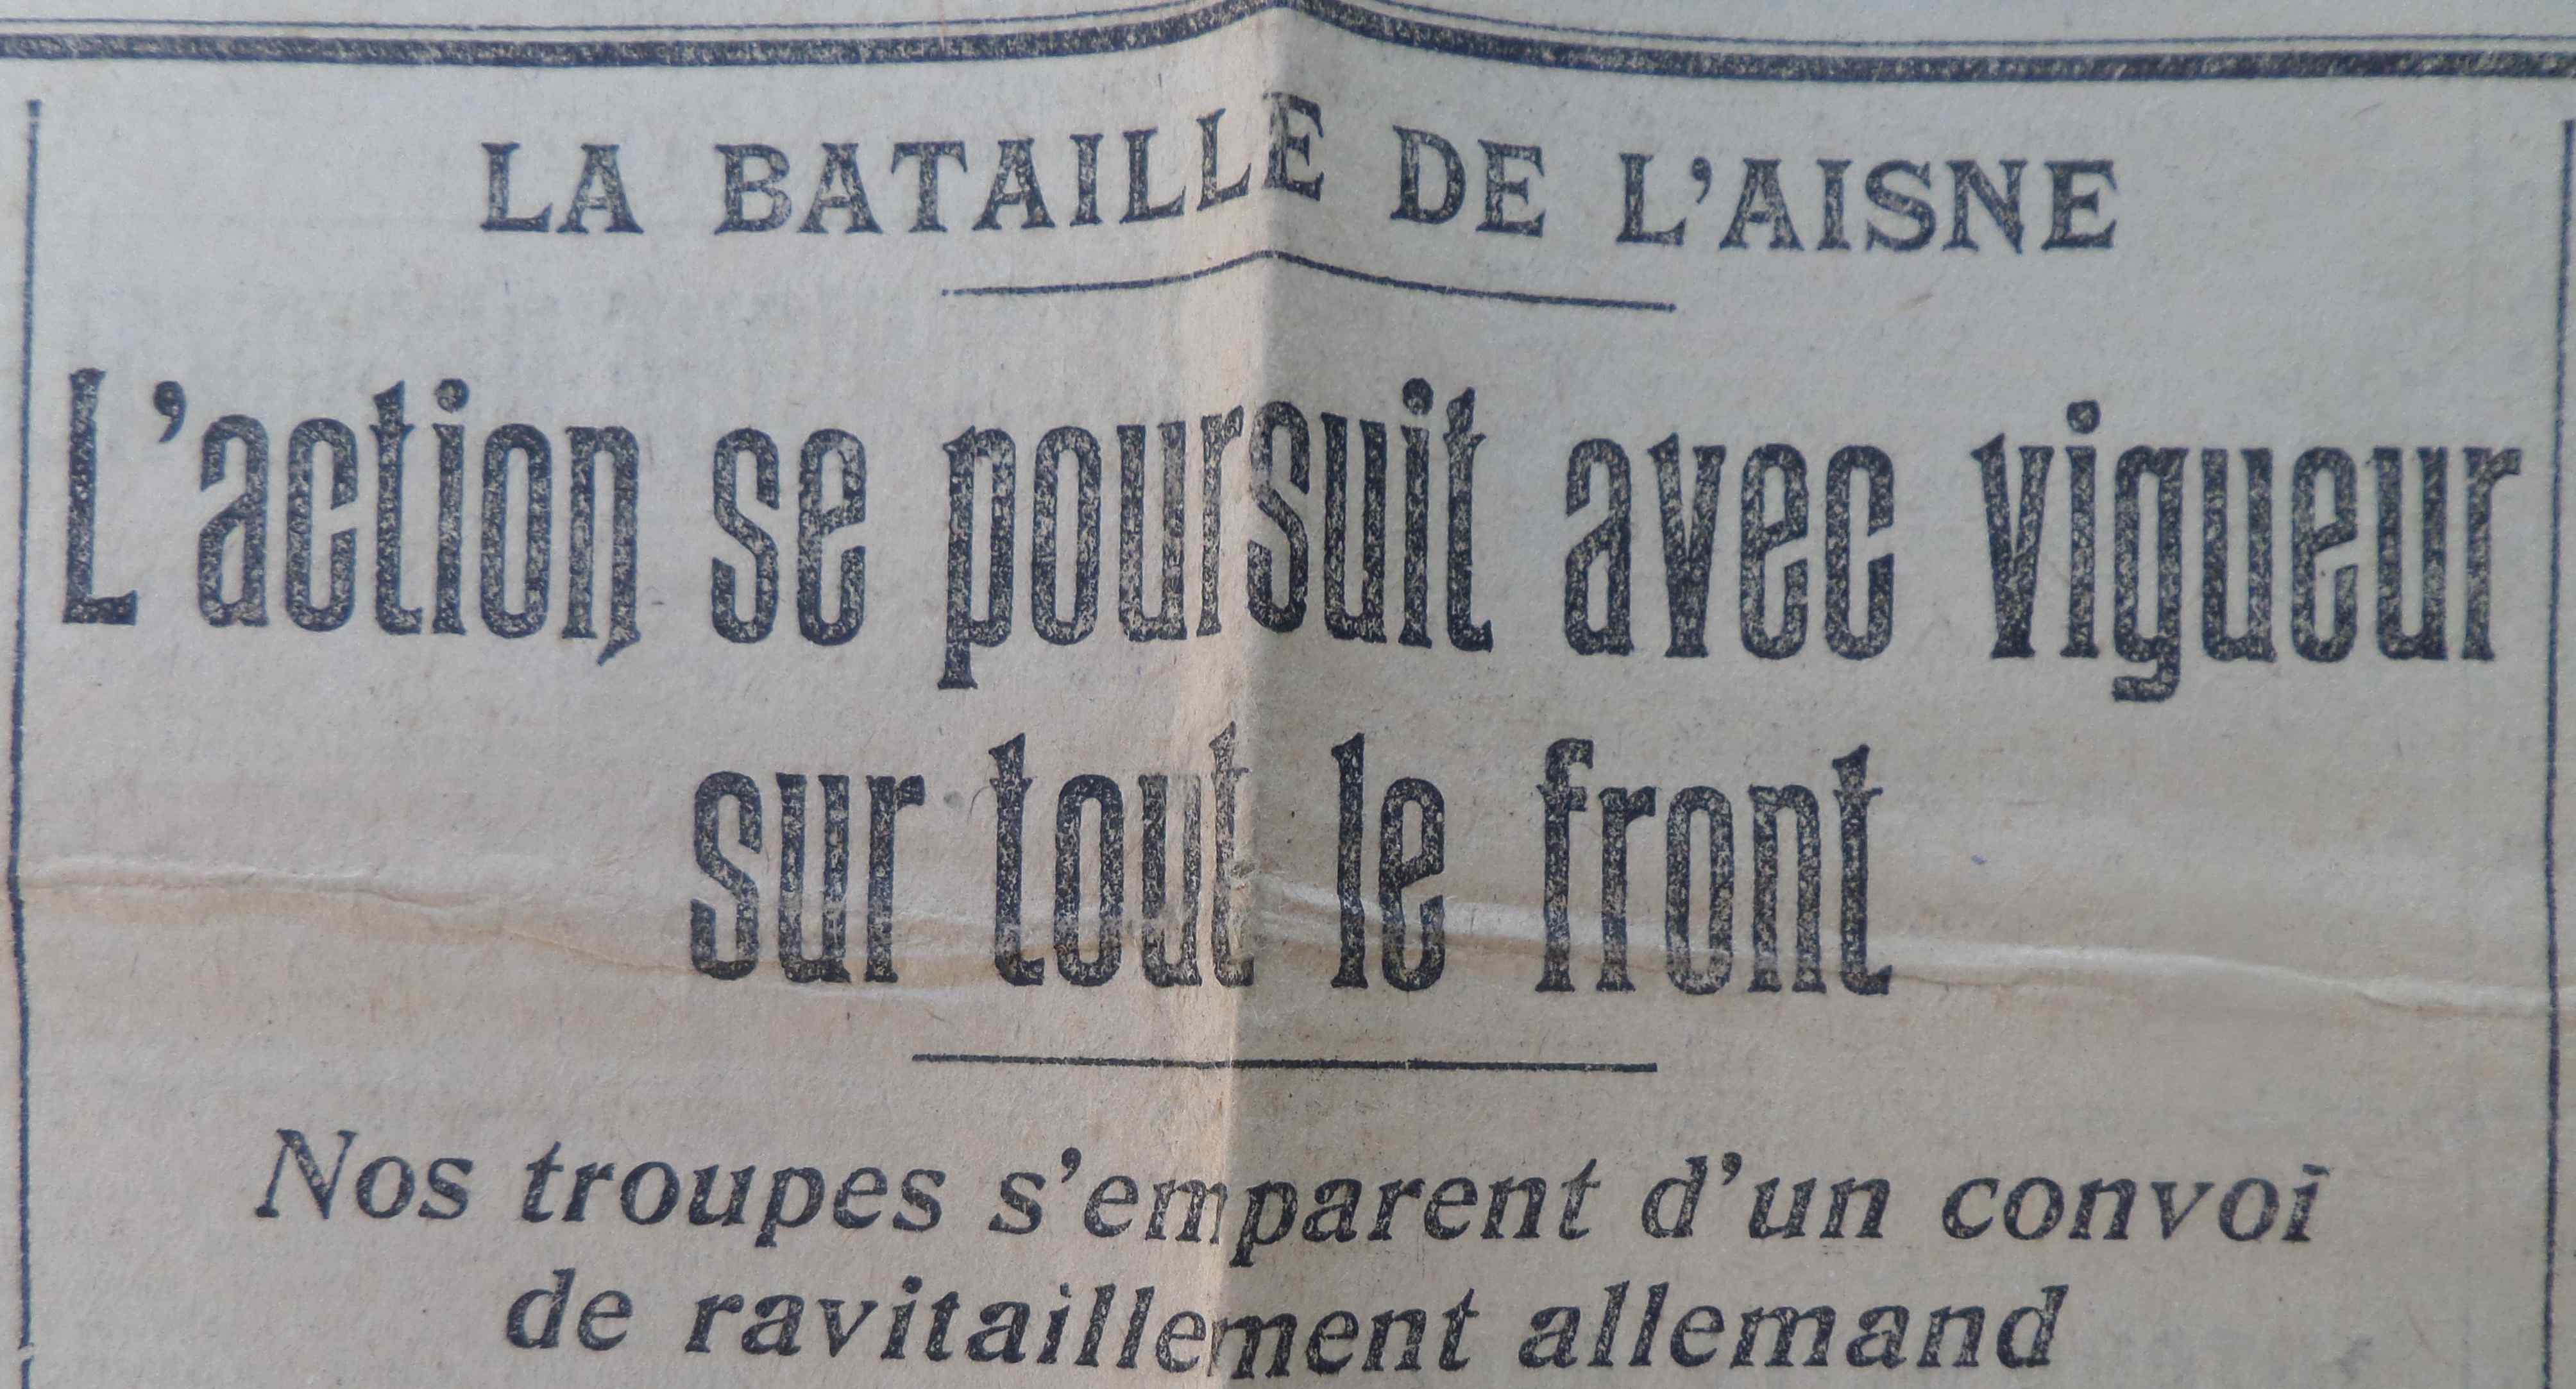 LA BATAILLE DE L'AISNE
L'action se poursuit avec vigueur
sur tout le front
Nos troupes s'emparent d'un convoi
de ravitaillement allemand